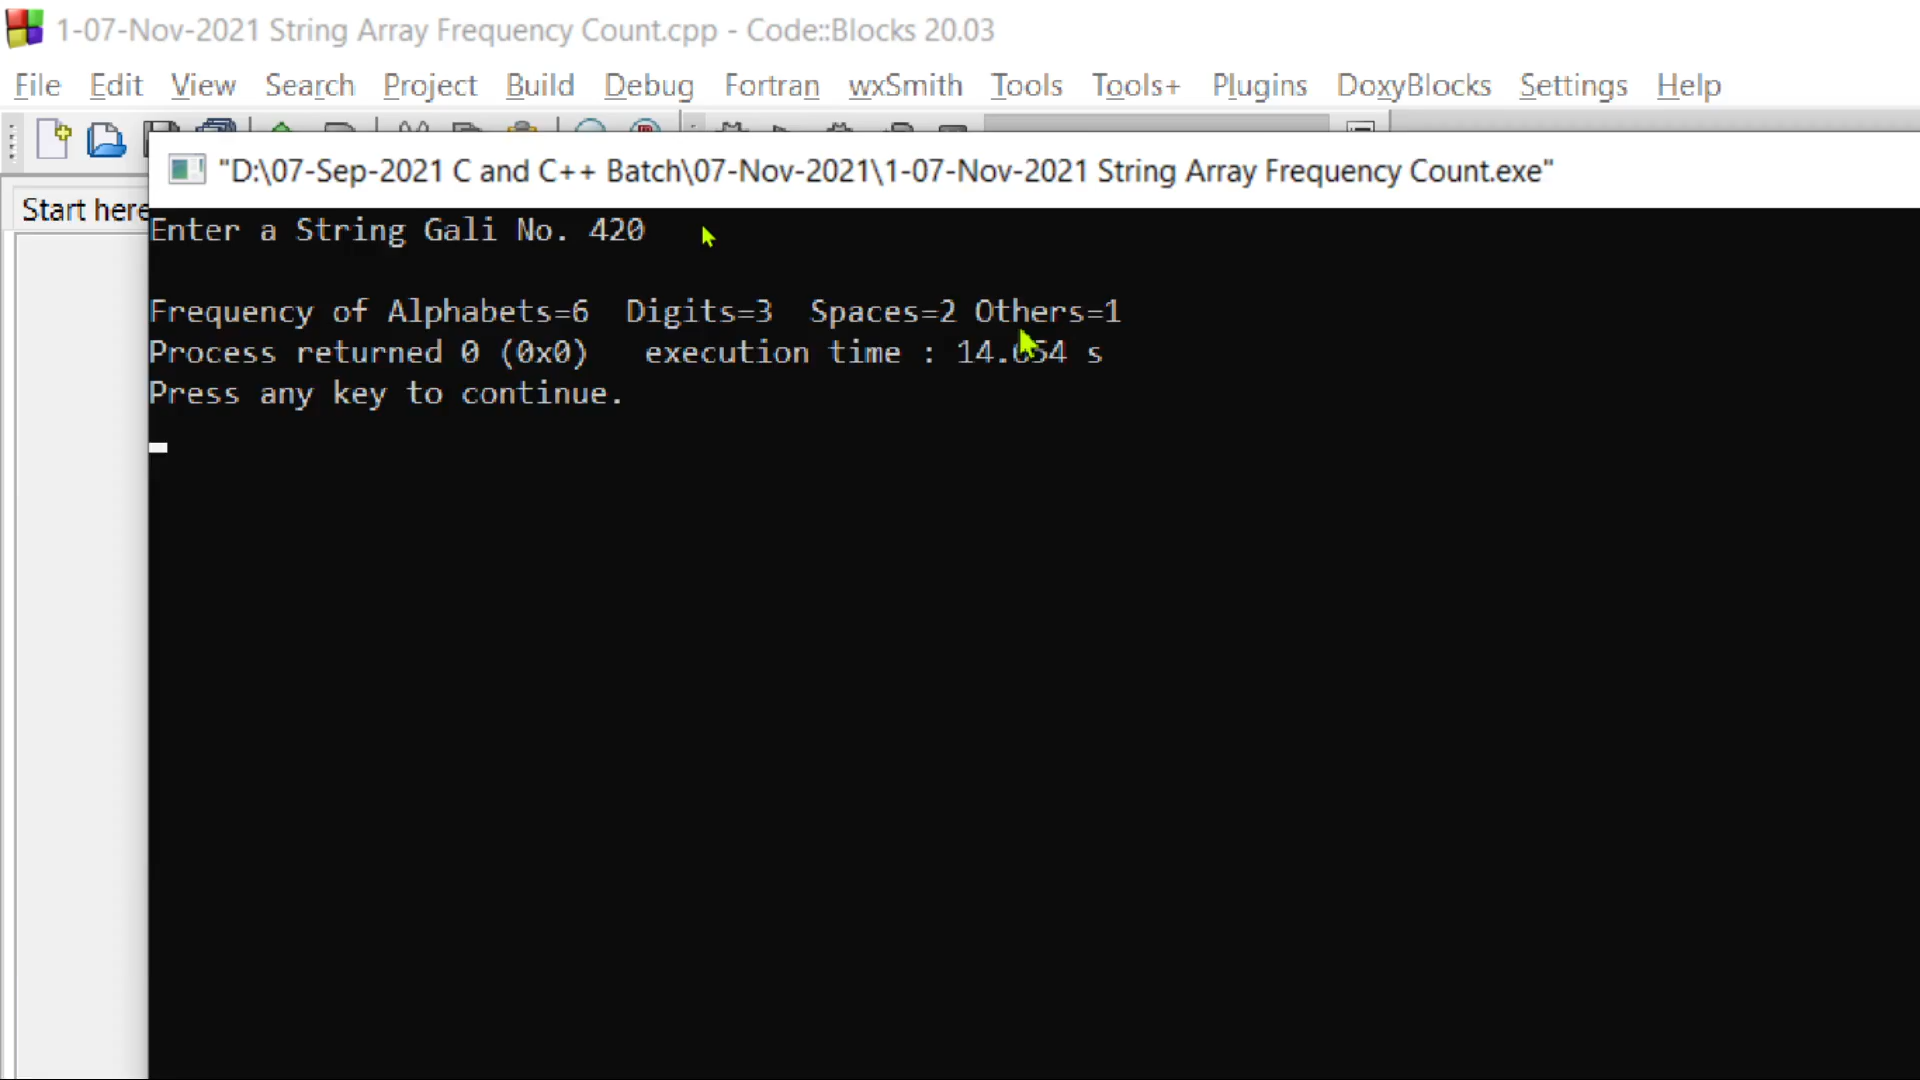 1-07-Nov-2021 String Array Frequency Count.cpp - Code::Blocks 20.03
File Edit View Search Project Build Debug Fortran wxSmith Tools Tools+ Plugins DoxyBlocks Settings Help
"D:\07-Sep-2021 C and C++ Batch\07-Nov-2021\1-07-Nov-2021 String Array Frequency Count.exe"
Start here
Enter a String Gali No. 420
Frequency of Alphabets=6  Digits=3  Spaces=2 Others=1
Process returned 0 (0x0)   execution time : s
Press any key to continue.